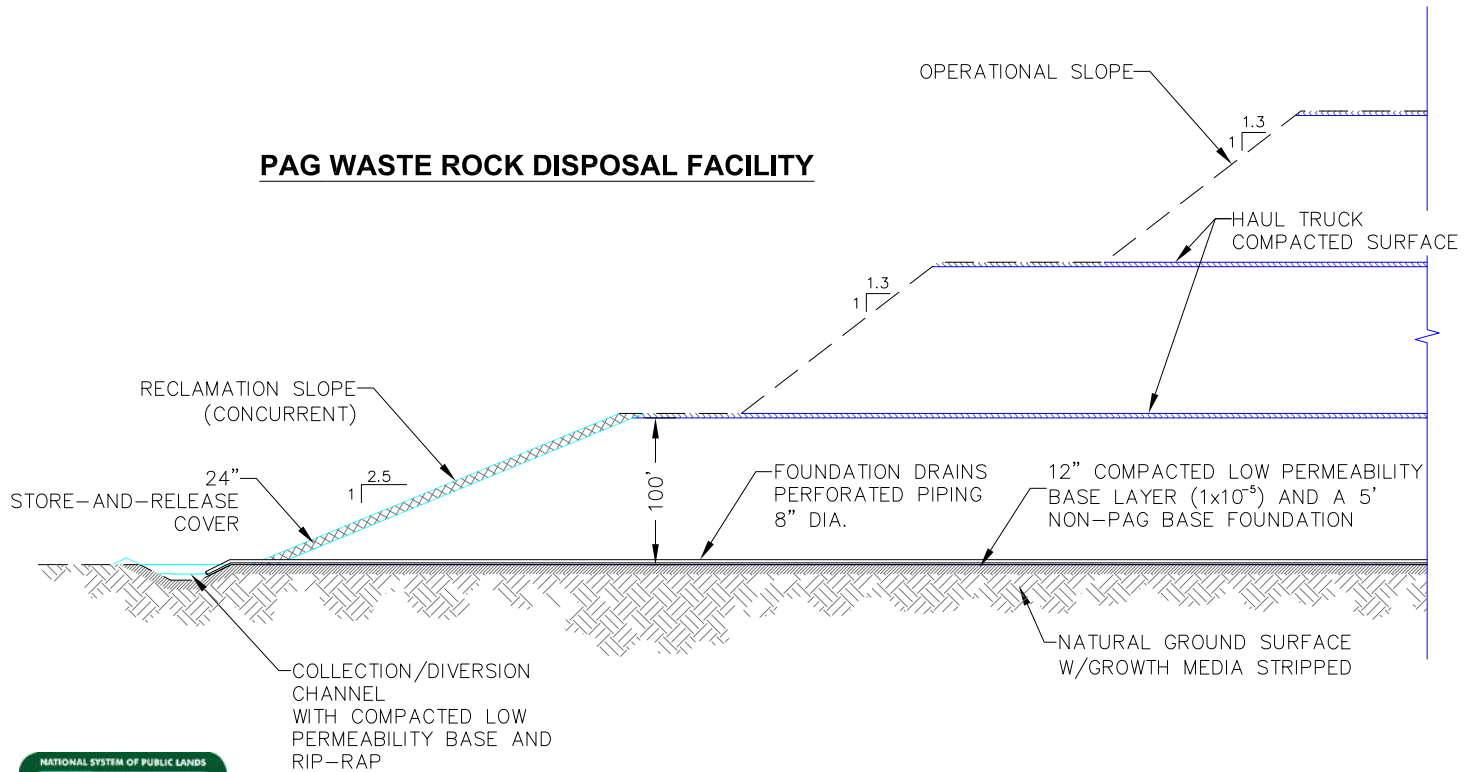 OPERATIONAL SLOPE
1.3
1
PAG WASTE ROCK DISPOSAL FACILITY
HAUL TRUCK
COMPACTED SURFACE
1.3
1
RECLAMATION SLOPE
(CONCURRENT)
2.5
1
24”
STORE-AND-RELEASE
COVER
100'
FOUNDATION DRAINS
PERFORATED PIPING
8” DIA.
12” COMPACTED LOW PERMEABILITY
BASE LAYER (1x10⁻⁵) AND A 5'
NON-PAG BASE FOUNDATION
NATURAL GROUND SURFACE
W/GROWTH MEDIA STRIPPED
COLLECTION/DIVERSION
CHANNEL
WITH COMPACTED LOW
PERMEABILITY BASE AND
RIP-RAP
NATIONAL SYSTEM OF PUBLIC LANDS